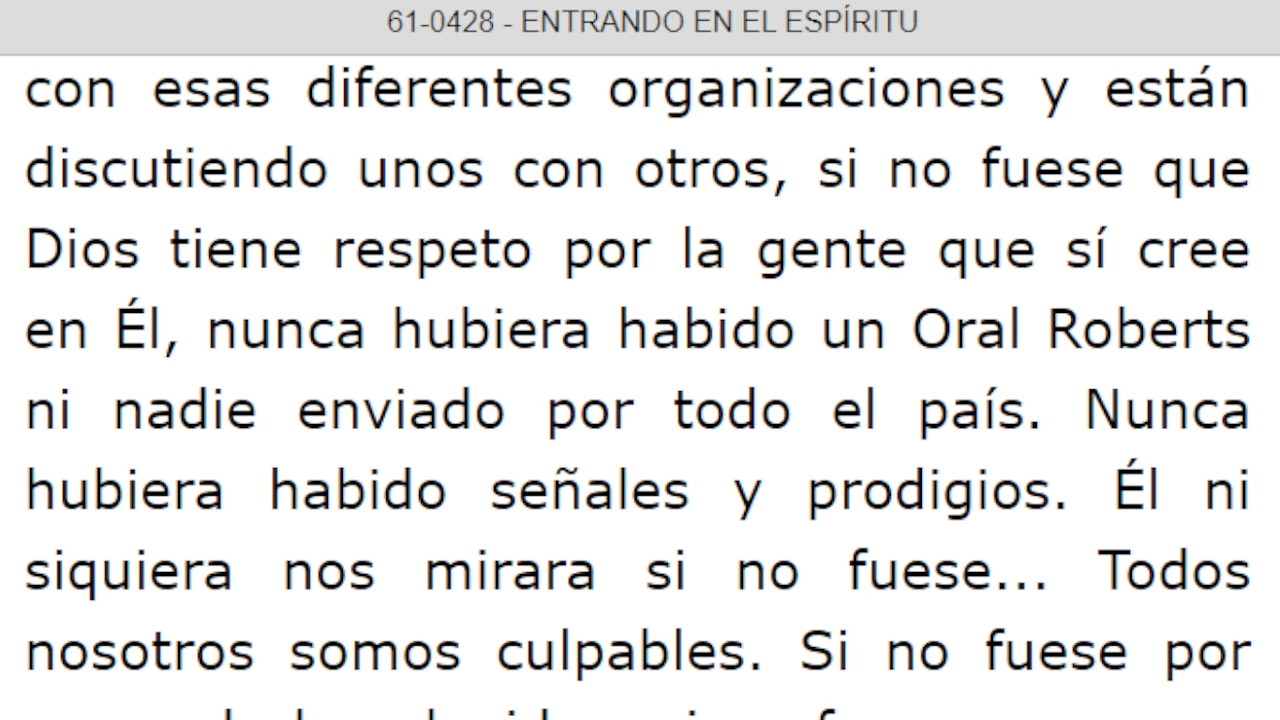 61-0428 - ENTRANDO EN EL ESPÍRITU
con esas diferentes organizaciones y están
discutiendo unos con otros, si no fuese que
Dios tiene respeto por la gente que sí cree
en Él, nunca hubiera habido un Oral Roberts
ni nadie enviado por todo el país. Nunca
hubiera habido señales y prodigios. Él ni
siquiera nos mirara si no fuese... Todos
nosotros somos culpables. Si no fuese por